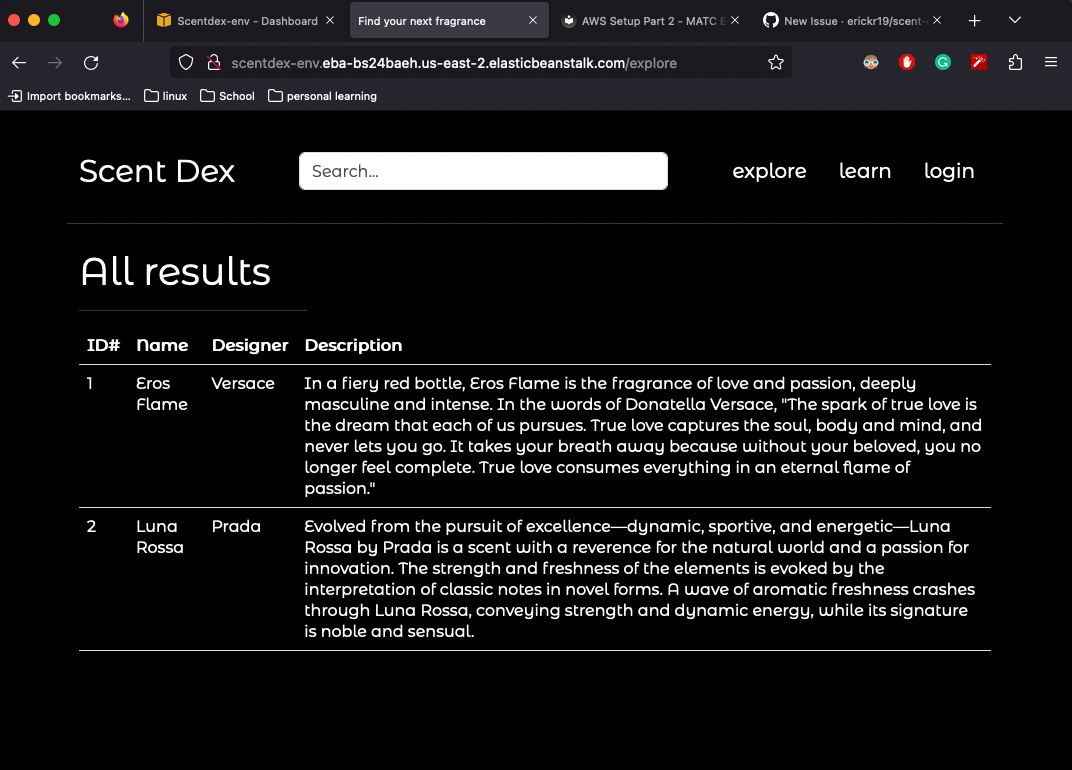 Scentdex-env - Dashboard
Find your next fragrance
AWS Setup Part 2 - MATC E
New Issue · erickr19/scent-
scentdex-env.eba-bs24baeh.us-east-2.elasticbeanstalk.com/explore
Import bookmarks... linux School personal learning
Scent Dex Search... explore learn login
All results
ID# Name Designer Description
1 Eros Versace In a fiery red bottle, Eros Flame is the fragrance of love and passion, deeply
Flame masculine and intense. In the words of Donatella Versace, "The spark of true love is
the dream that each of us pursues. True love captures the soul, body and mind, and
never lets you go. It takes your breath away because without your beloved, you no
longer feel complete. True love consumes everything in an eternal flame of
passion."
2 Luna Prada Evolved from the pursuit of excellence—dynamic, sportive, and energetic—Luna
Rossa Rossa by Prada is a scent with a reverence for the natural world and a passion for
innovation. The strength and freshness of the elements is evoked by the
interpretation of classic notes in novel forms. A wave of aromatic freshness crashes
through Luna Rossa, conveying strength and dynamic energy, while its signature
is noble and sensual.